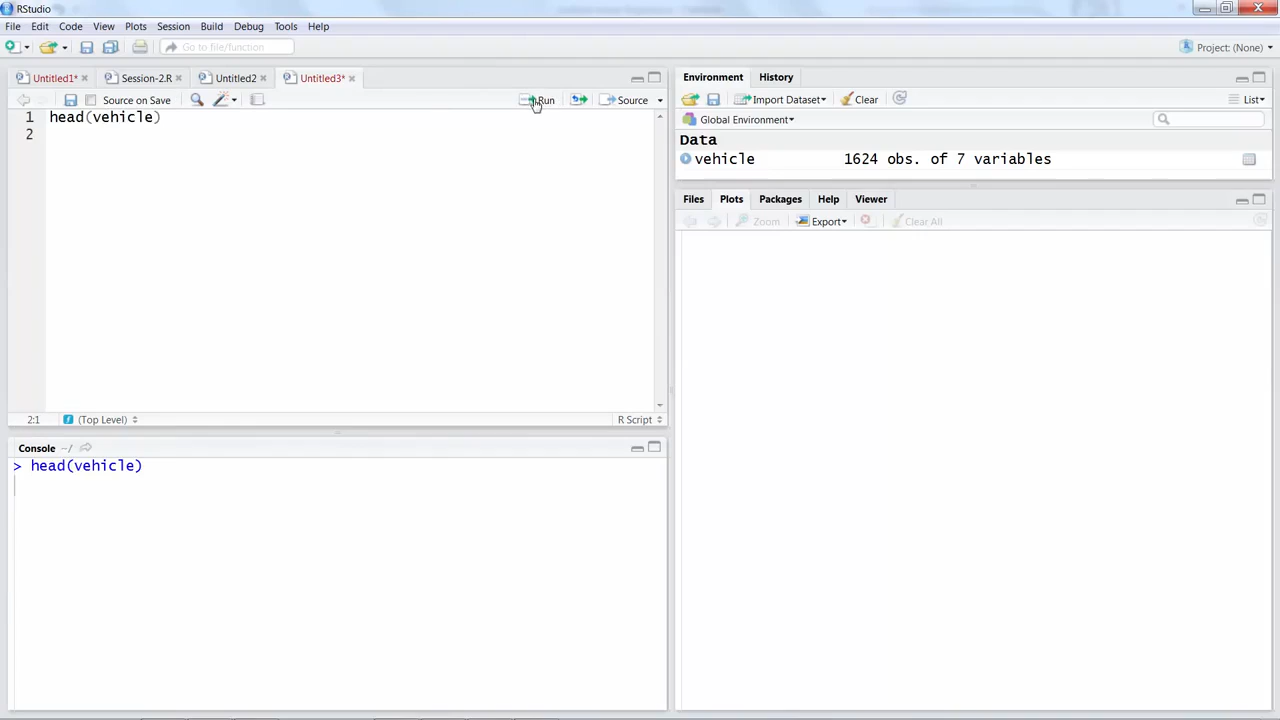 RStudio
File Edit Code View Plots Session Build Debug Tools Help
Go to file/function Project: (None)
Untitled1* Session-2.R Untitled2 Untitled3*
Source on Save Run Source
1 head(vehicle)
2
2:1 (Top Level) R Script
Console ~/
> head(vehicle)
Environment History
Import Dataset Clear List
Global Environment
Data
vehicle 1624 obs. of 7 variables
Files Plots Packages Help Viewer
Zoom Export Clear All